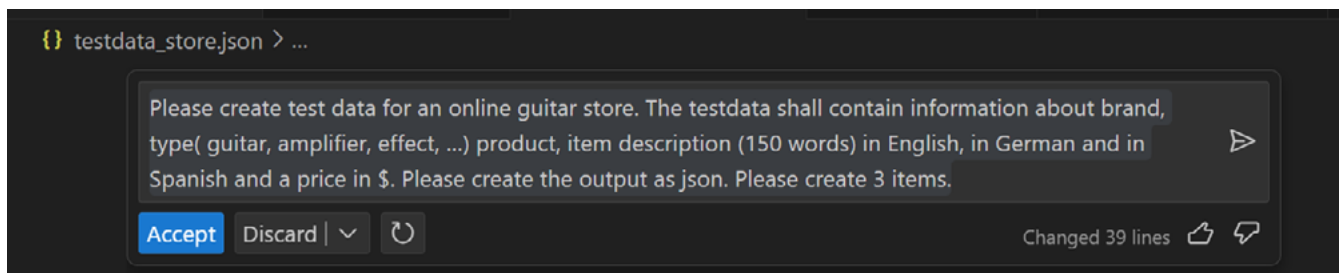 {} testdata_store.json > ...
Please create test data for an online guitar store. The testdata shall contain information about brand,
type( guitar, amplifier, effect, ...) product, item description (150 words) in English, in German and in
Spanish and a price in $. Please create the output as json. Please create 3 items.
Accept Discard | Changed 39 lines